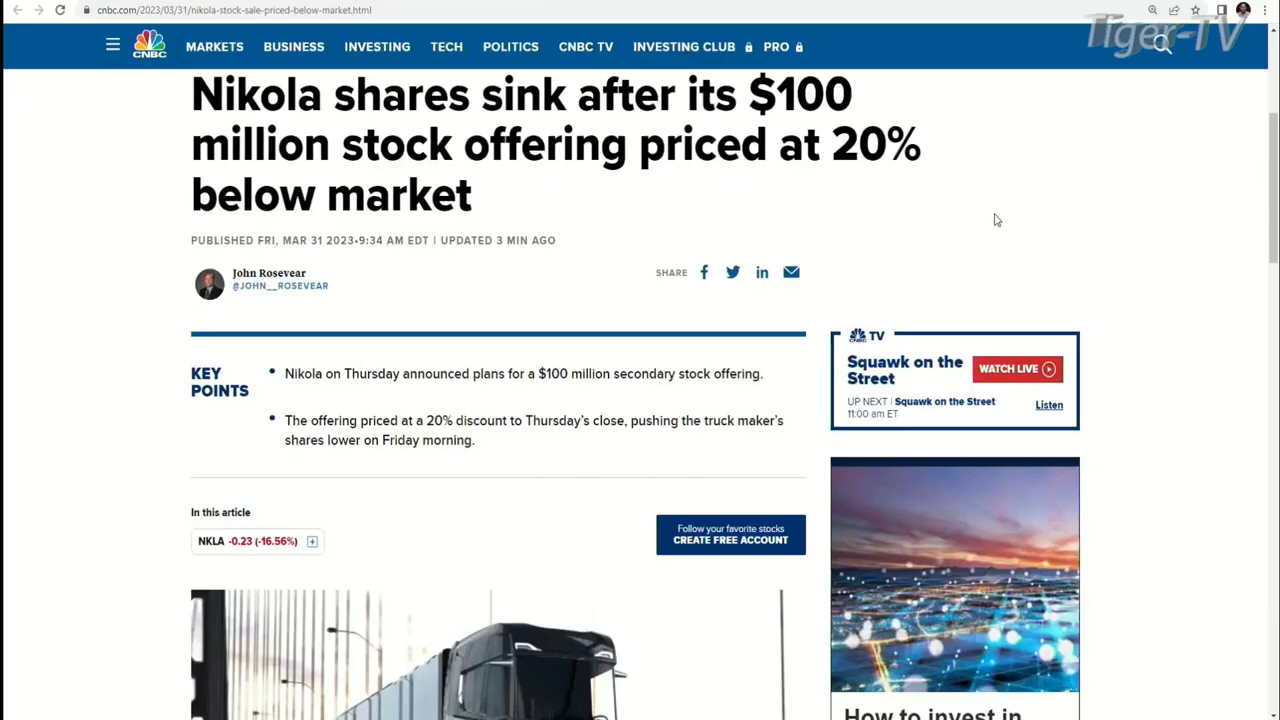 cnbc.com/2023/03/31/nikola-stock-sale-priced-below-market.html
Tiger-TV
CNBC MARKETS BUSINESS INVESTING TECH POLITICS CNBC TV INVESTING CLUB PRO
Nikola shares sink after its $100
million stock offering priced at 20%
below market
PUBLISHED FRI, MAR 31 2023•9:34 AM EDT | UPDATED 3 MIN AGO
John Rosevear
@JOHN__ROSEVEAR
SHARE
KEY
POINTS
• Nikola on Thursday announced plans for a $100 million secondary stock offering.
• The offering priced at a 20% discount to Thursday's close, pushing the truck maker's
shares lower on Friday morning.
In this article
NKLA -0.23 (-16.56%)
Follow your favorite stocks
CREATE FREE ACCOUNT
CNBC TV
Squawk on the
Street
WATCH LIVE
UP NEXT | Squawk on the Street
11:00 am ET
Listen
How to invest in